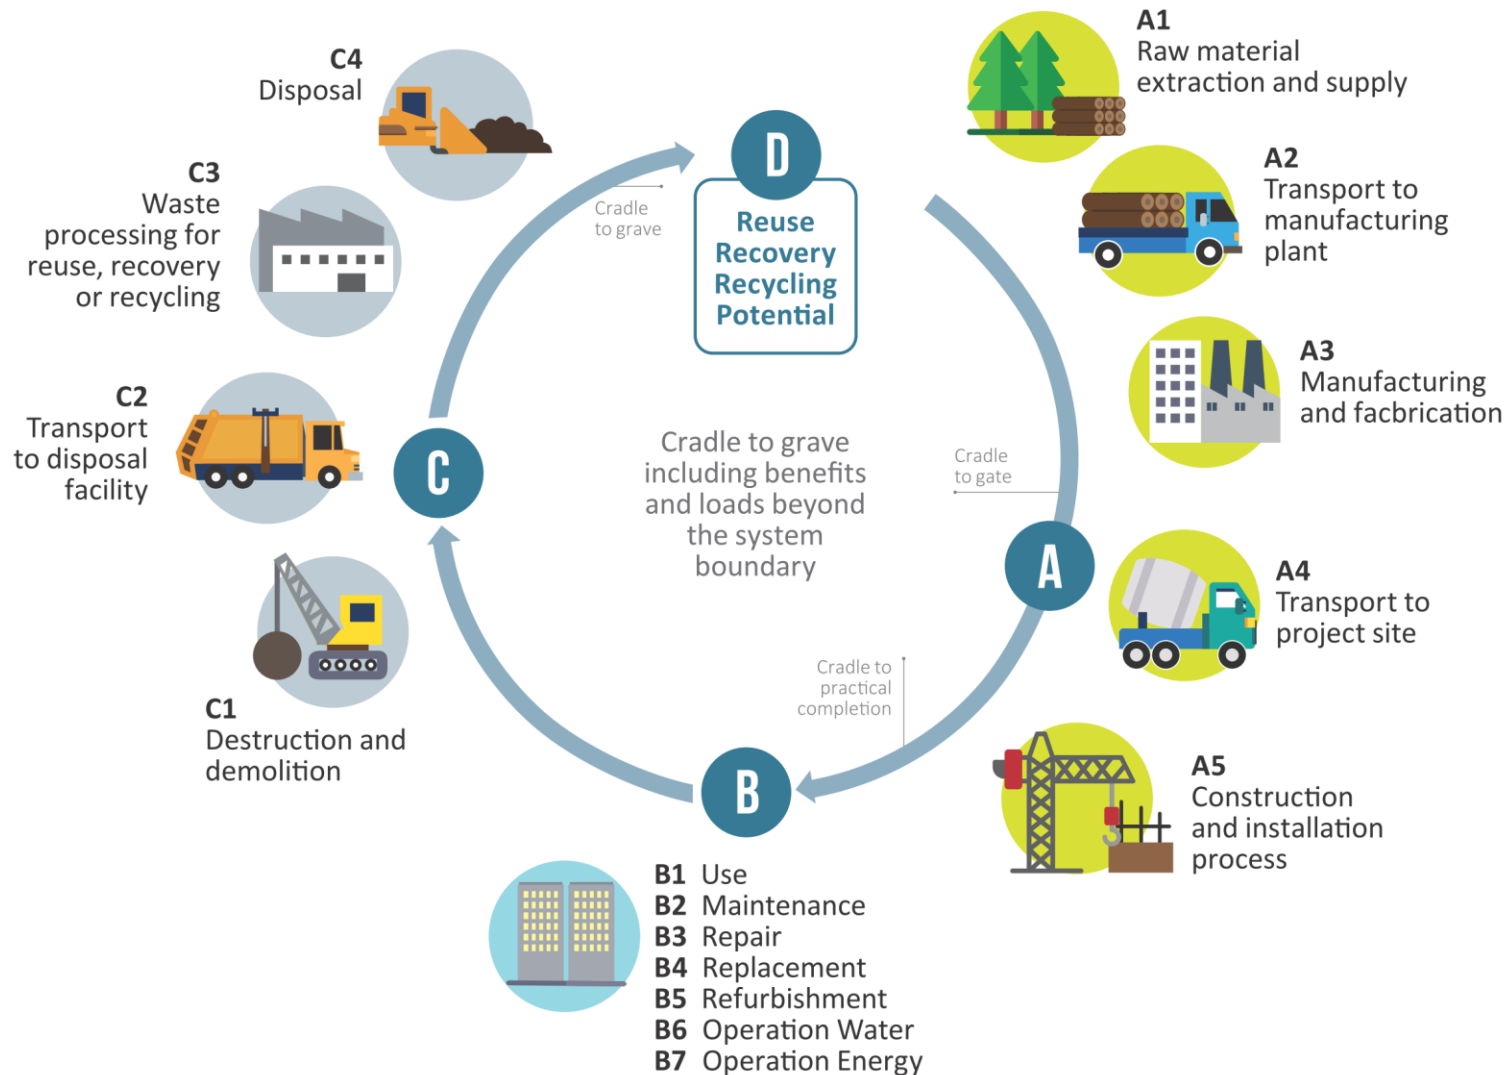 A1
Raw material
extraction and supply
A2
Transport to
manufacturing
plant
A3
Manufacturing
and facbrication
A4
Transport to
project site
A5
Construction
and installation
process
B1 Use
B2 Maintenance
B3 Repair
B4 Replacement
B5 Refurbishment
B6 Operation Water
B7 Operation Energy
C1
Destruction and
demolition
C2
Transport
to disposal
facility
C3
Waste
processing for
reuse, recovery
or recycling
C4
Disposal
D
Reuse
Recovery
Recycling
Potential
A
B
C
Cradle
to gate
Cradle to
practical
completion
Cradle
to grave
Cradle to grave
including benefits
and loads beyond
the system
boundary